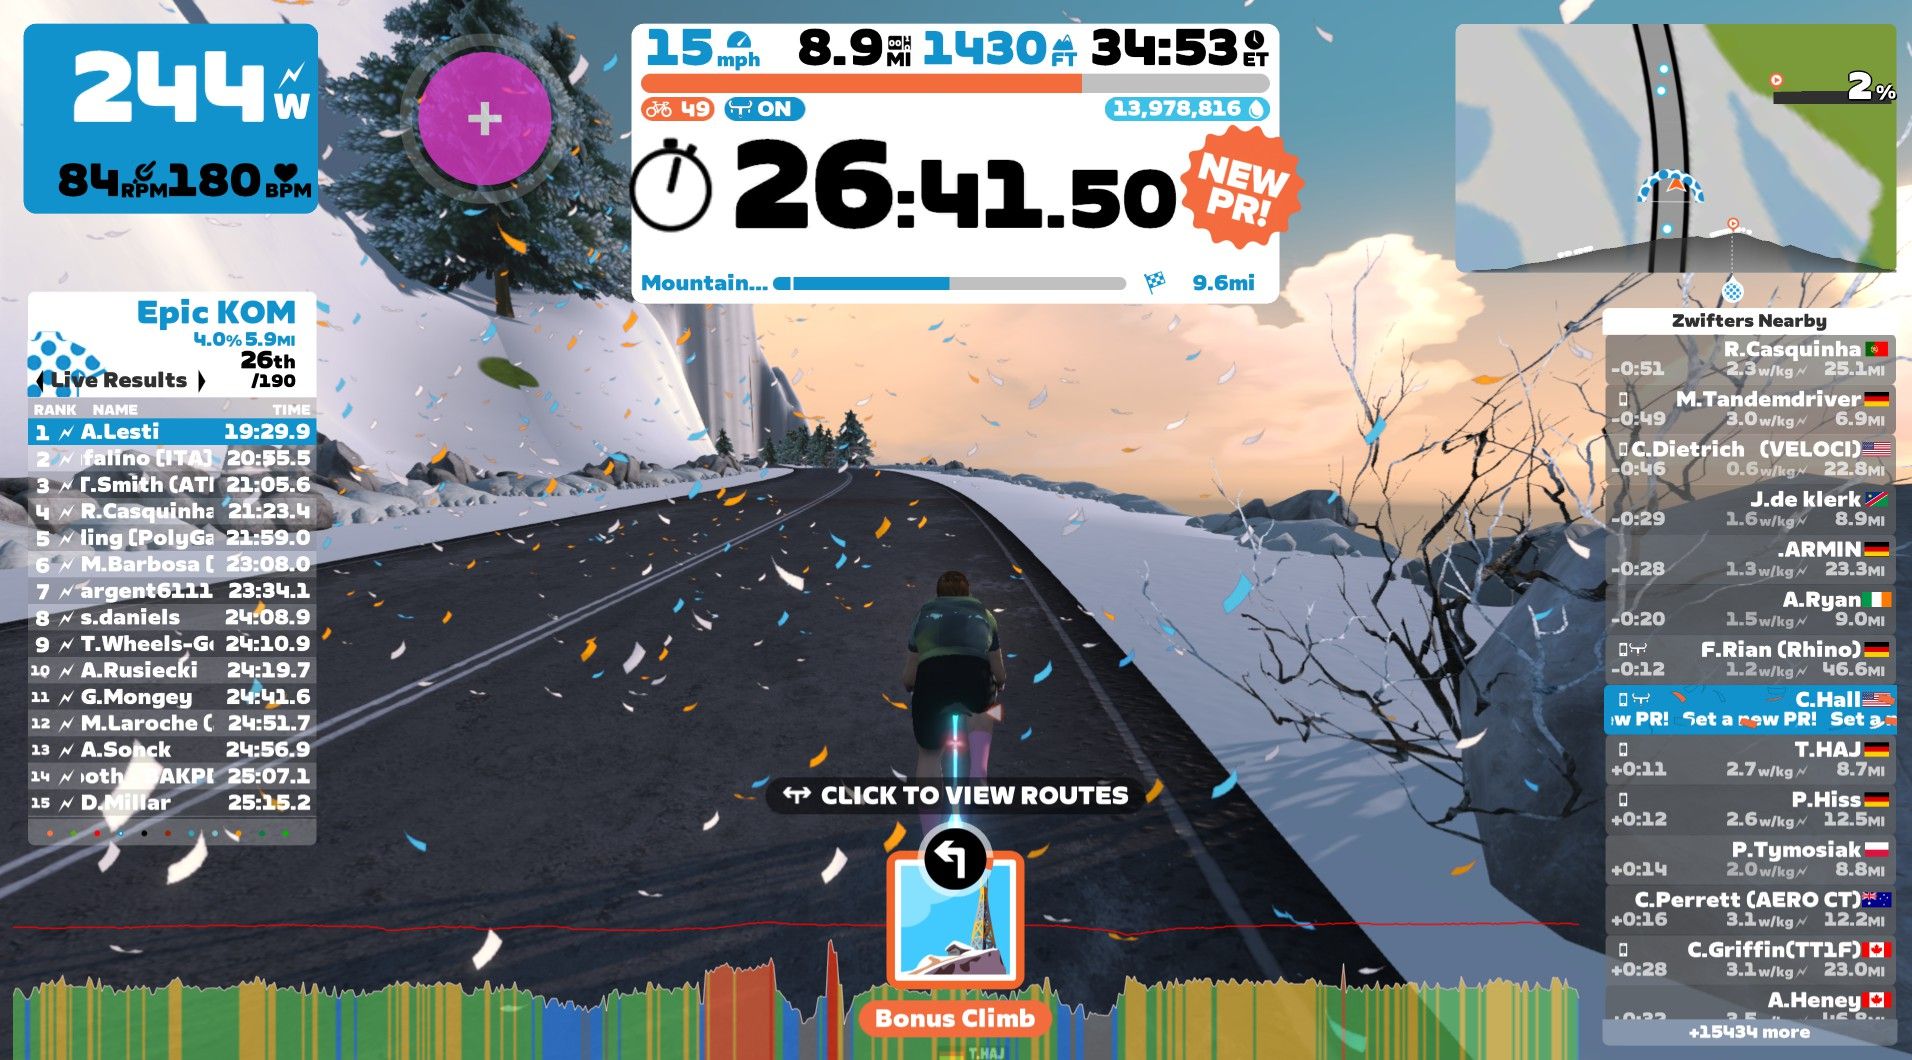 244 W
84 RPM 180 BPM
15 mph 8.9 MI 1430 FT 34:53 ET
49 ON 13,978,816
26:41.50
NEW PR!
Mountain... 9.6mi
2%
Epic KOM
4.0% 5.9MI
26th
/190
Live Results
RANK NAME TIME
1 A.Lesti 19:29.9
2 falino [ITA] 20:55.5
3 T.Smith (ATI 21:05.6
4 R.Casquinha 21:23.4
5 ling [PolyGa 21:59.0
6 M.Barbosa ( 23:08.0
7 argent6111 23:34.1
8 s.daniels 24:08.9
9 T.Wheels-Ge 24:10.9
10 A.Rusiecki 24:19.7
11 G.Mongey 24:41.6
12 M.Laroche ( 24:51.7
13 A.Sonck 24:56.9
14 25:07.1
15 D.Millar 25:15.2
Zwifters Nearby
R.Casquinha
-0:51 2.3w/kg 25.1MI
M.Tandemdriver
-0:49 3.0w/kg 6.9MI
C.Dietrich (VELOCI)
-0:46 0.6w/kg 22.8MI
J.de klerk
-0:29 1.6w/kg 8.9MI
.ARMIN
-0:28 1.3w/kg 23.3MI
A.Ryan
-0:20 1.5w/kg 9.0MI
F.Rian (Rhino)
-0:12 1.2w/kg 46.6MI
C.Hall
ew PR! Set a new PR! Set a
T.HAJ
+0:11 2.7w/kg 8.7MI
P.Hiss
+0:12 2.6w/kg 12.5MI
P.Tymosiak
+0:14 2.0w/kg 8.8MI
C.Perrett (AERO CT)
+0:16 3.1w/kg 12.2MI
C.Griffin(TT1F)
+0:28 3.1w/kg 23.0MI
A.Heney
+15434 more
CLICK TO VIEW ROUTES
Bonus Climb
T.HAJ